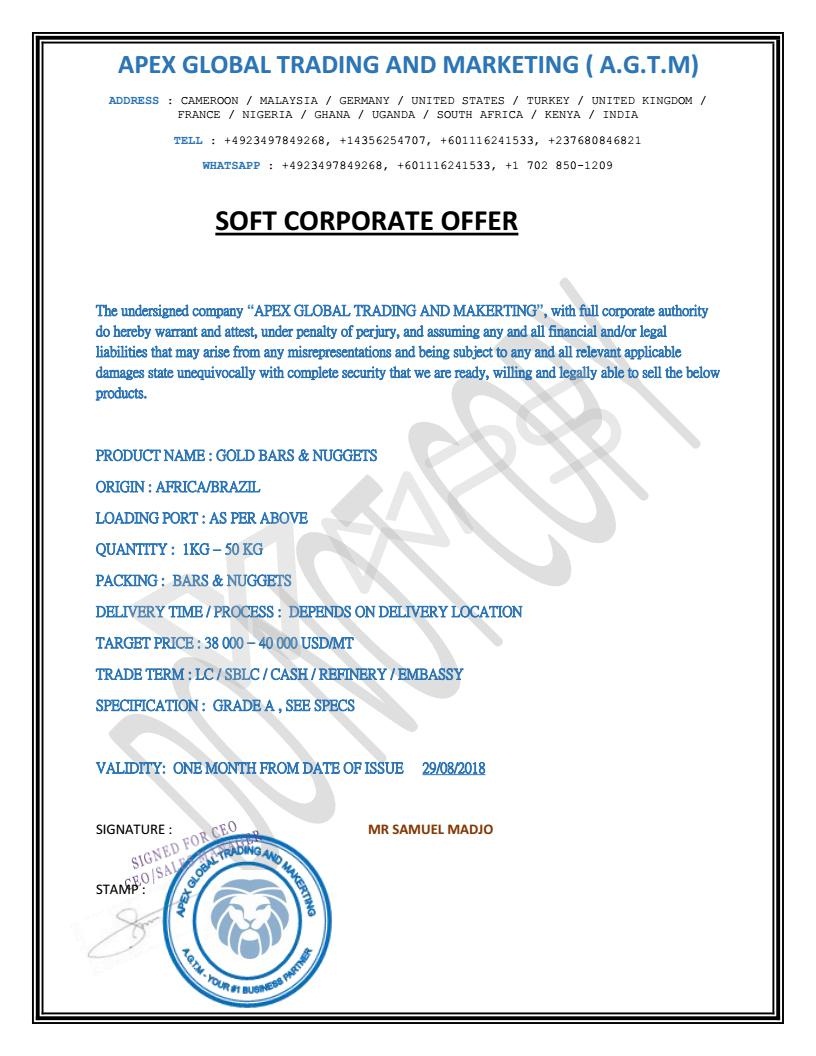 APEX GLOBAL TRADING AND MARKETING ( A.G.T.M)
ADDRESS : CAMEROON / MALAYSIA / GERMANY / UNITED STATES / TURKEY / UNITED KINGDOM /
FRANCE / NIGERIA / GHANA / UGANDA / SOUTH AFRICA / KENYA / INDIA
TELL : +4923497849268, +14356254707, +601116241533, +237680846821
WHATSAPP : +4923497849268, +601116241533, +1 702 850-1209
SOFT CORPORATE OFFER
The undersigned company “APEX GLOBAL TRADING AND MAKERTING”, with full corporate authority
do hereby warrant and attest, under penalty of perjury, and assuming any and all financial and/or legal
liabilities that may arise from any misrepresentations and being subject to any and all relevant applicable
damages state unequivocally with complete security that we are ready, willing and legally able to sell the below
products.
PRODUCT NAME : GOLD BARS & NUGGETS
ORIGIN : AFRICA/BRAZIL
LOADING PORT : AS PER ABOVE
QUANTITY : 1KG – 50 KG
PACKING : BARS & NUGGETS
DELIVERY TIME / PROCESS : DEPENDS ON DELIVERY LOCATION
TARGET PRICE : 38 000 – 40 000 USD/MT
TRADE TERM : LC / SBLC / CASH / REFINERY / EMBASSY
SPECIFICATION : GRADE A , SEE SPECS
VALIDITY: ONE MONTH FROM DATE OF ISSUE 29/08/2018
SIGNATURE : MR SAMUEL MADJO
SIGNED FOR CEO
CEO/SALES MANAGER
STAMP :
APEX GLOBAL TRADING AND MAKERTING
A.G.T.M - YOUR #1 BUSINESS PARTNER
DO NOT COPY